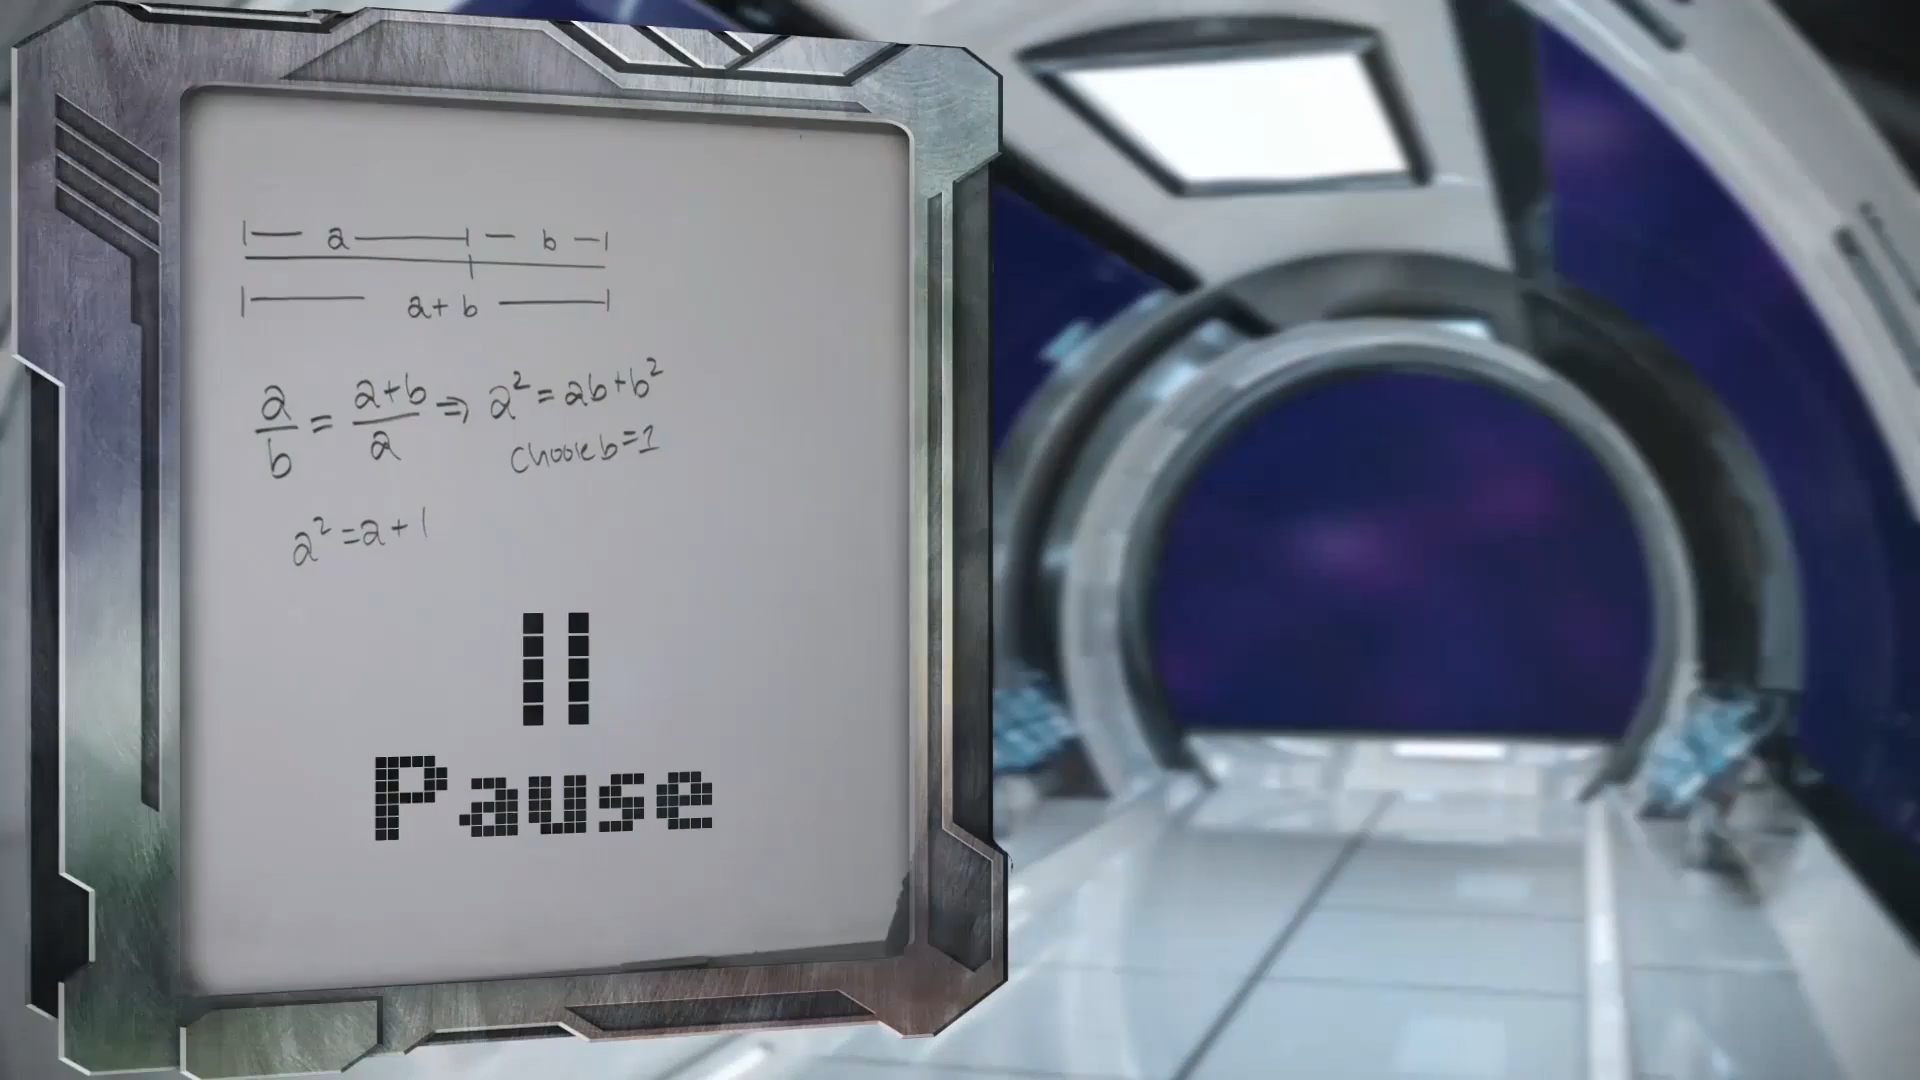 a b
a+b
a/b = a+b/a ⇒ a² = ab+b²
choose b=1
a² = a+1
Pause